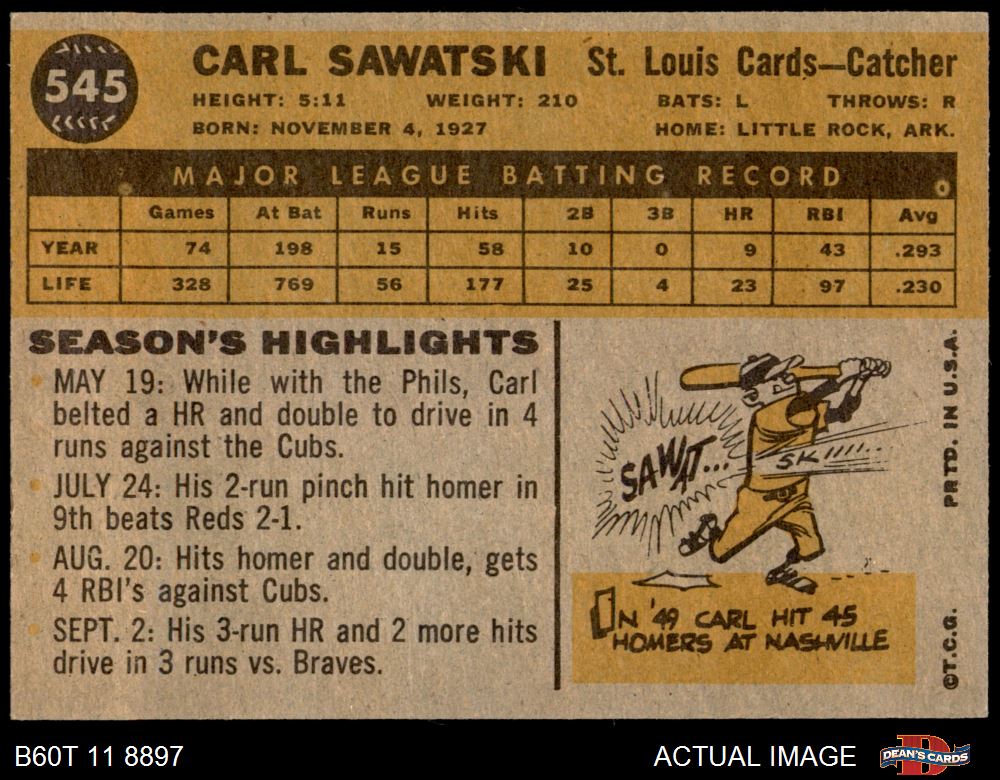 545
CARL SAWATSKI St. Louis Cards—Catcher
HEIGHT: 5:11 WEIGHT: 210 BATS: L THROWS: R
BORN: NOVEMBER 4, 1927 HOME: LITTLE ROCK, ARK.
MAJOR LEAGUE BATTING RECORD
Games At Bat Runs Hits 2B 3B HR RBI Avg
YEAR 74 198 15 58 10 0 9 43 .293
LIFE 328 769 56 177 25 4 23 97 .230
SEASON'S HIGHLIGHTS
MAY 19: While with the Phils, Carl
belted a HR and double to drive in 4
runs against the Cubs.
JULY 24: His 2-run pinch hit homer in
9th beats Reds 2-1.
AUG. 20: Hits homer and double, gets
4 RBI's against Cubs.
SEPT. 2: His 3-run HR and 2 more hits
drive in 3 runs vs. Braves.
SAWAT...
SK
IN '49 CARL HIT 45
HOMERS AT NASHVILLE
©T.C.G. PRTD. IN U.S.A.
B60T 11 8897 ACTUAL IMAGE DEAN'S CARDS